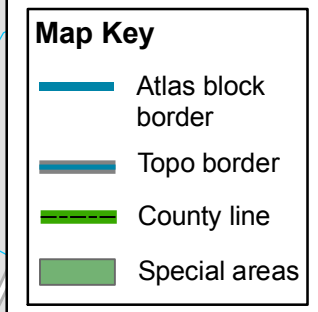 Map Key
Atlas block
border
Topo border
County line
Special areas